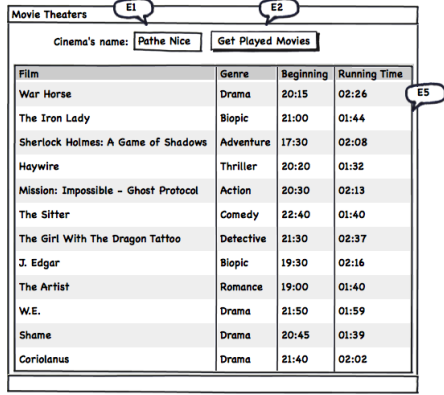 E1 E2
Movie Theaters
Cinema's name: Pathe Nice Get Played Movies
Film Genre Beginning Running Time
War Horse Drama 20:15 02:26
E5
The Iron Lady Biopic 21:00 01:44
Sherlock Holmes: A Game of Shadows Adventure 17:30 02:08
Haywire Thriller 20:20 01:32
Mission: Impossible - Ghost Protocol Action 20:30 02:13
The Sitter Comedy 22:40 01:40
The Girl With The Dragon Tattoo Detective 21:30 02:37
J. Edgar Biopic 19:30 02:16
The Artist Romance 19:00 01:40
W.E. Drama 21:50 01:59
Shame Drama 20:45 01:39
Coriolanus Drama 21:40 02:02